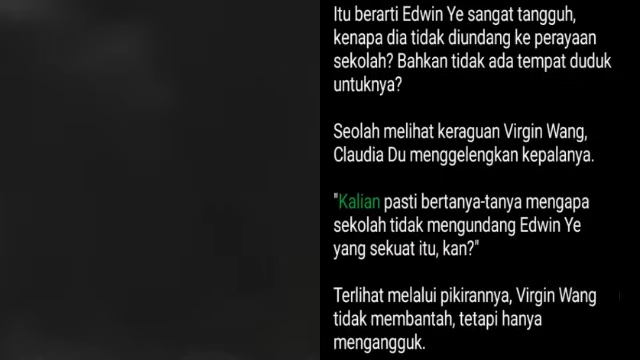 Itu berarti Edwin Ye sangat tangguh,
kenapa dia tidak diundang ke perayaan
sekolah? Bahkan tidak ada tempat duduk
untuknya?
Seolah melihat keraguan Virgin Wang,
Claudia Du menggelengkan kepalanya.
"Kalian pasti bertanya-tanya mengapa
sekolah tidak mengundang Edwin Ye
yang sekuat itu, kan?"
Terlihat melalui pikirannya, Virgin Wang
tidak membantah, tetapi hanya
mengangguk.